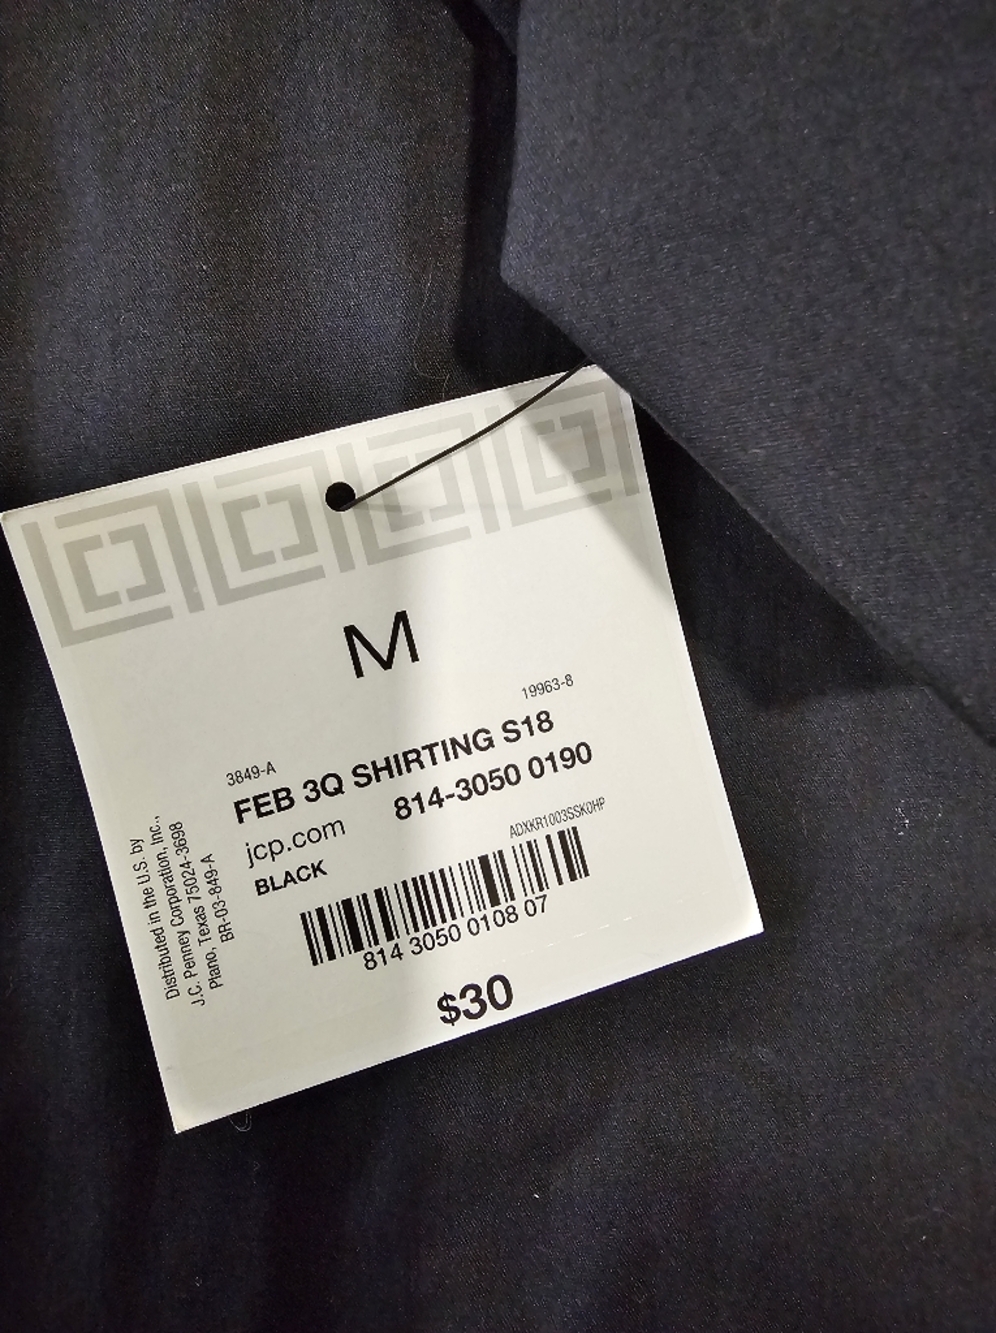 M
19963-8
3849-A
FEB 3Q SHIRTING S18
814-3050 0190
jcp.com
ADXKR1003SSK0HP
BLACK
814 3050 0108 07
$30
Distributed in the U.S. by
J.C. Penney Corporation, Inc.,
Plano, Texas 75024-3698
BR-03-849-A